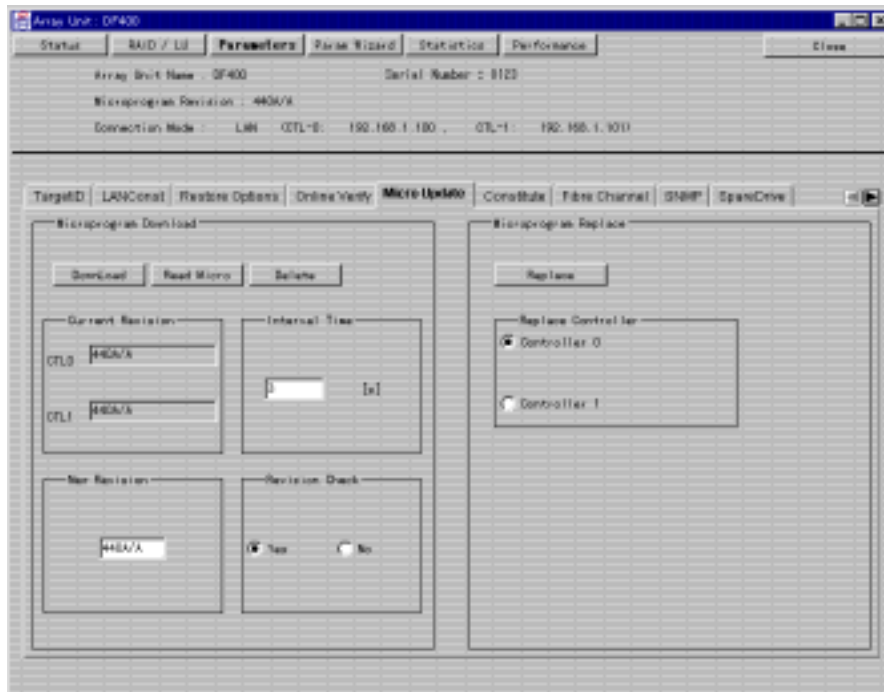 Array Unit: DF400
Status RAID / LU Parameters Param Wizard Statistics Performance Close
Array Unit Name : DF400 Serial Number : 0123
Microprogram Revision : 440A/A
Connection Mode : LAN (CTL-0: 192.168.1.100 , CTL-1: 192.168.1.101)
TargetID LANConst Restore Options Online Verify Micro Update Constitute Fibre Channel SNMP SpareDrive
Microprogram Download
DownLoad Read Micro Delete
Current Revision
CTL0 440A/A
CTL1 440A/A
Internal Time
3 [s]
New Revision
440A/A
Revision Check
Yes No
Microprogram Replace
Replace
Replace Controller
Controller 0
Controller 1